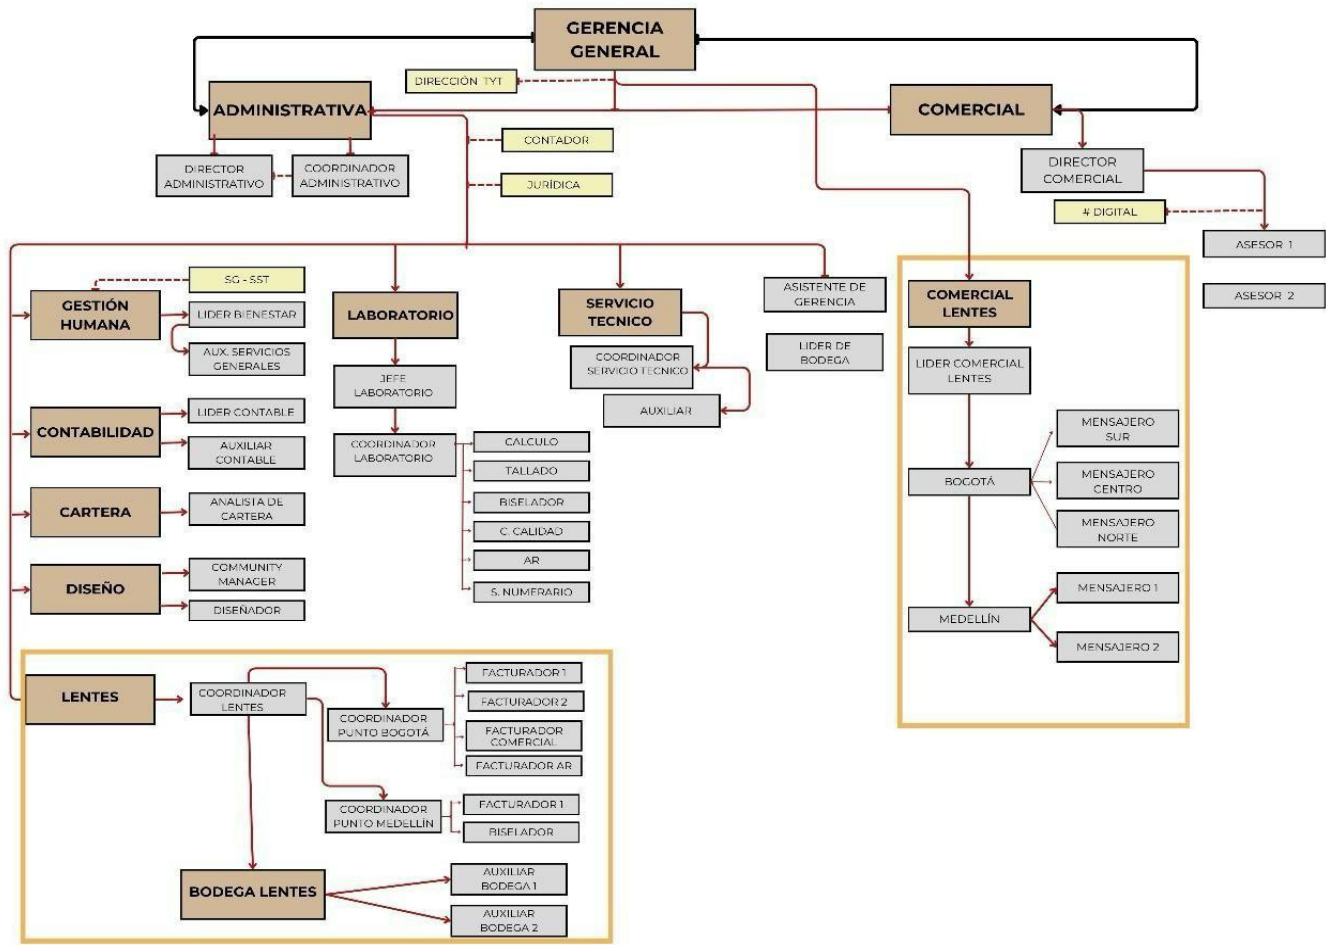 GERENCIA
GENERAL
DIRECCIÓN TYT
ADMINISTRATIVA
COMERCIAL
CONTADOR
DIRECTOR
ADMINISTRATIVO
COORDINADOR
ADMINISTRATIVO
JURÍDICA
DIRECTOR
COMERCIAL
# DIGITAL
ASESOR 1
ASESOR 2
SG - SST
GESTIÓN
HUMANA
LIDER BIENESTAR
AUX. SERVICIOS
GENERALES
LABORATORIO
JEFE
LABORATORIO
COORDINADOR
LABORATORIO
CALCULO
TALLADO
BISELADOR
C. CALIDAD
AR
S. NUMERARIO
SERVICIO
TECNICO
COORDINADOR
SERVICIO TECNICO
AUXILIAR
ASISTENTE DE
GERENCIA
LIDER DE
BODEGA
COMERCIAL
LENTES
LIDER COMERCIAL
LENTES
BOGOTÁ
MENSAJERO
SUR
MENSAJERO
CENTRO
MENSAJERO
NORTE
MEDELLÍN
MENSAJERO 1
MENSAJERO 2
CONTABILIDAD
LIDER CONTABLE
AUXILIAR
CONTABLE
CARTERA
ANALISTA DE
CARTERA
DISEÑO
COMMUNITY
MANAGER
DISEÑADOR
LENTES
COORDINADOR
LENTES
COORDINADOR
PUNTO BOGOTÁ
FACTURADOR 1
FACTURADOR 2
FACTURADOR
COMERCIAL
FACTURADOR AR
COORDINADOR
PUNTO MEDELLÍN
FACTURADOR 1
BISELADOR
BODEGA LENTES
AUXILIAR
BODEGA 1
AUXILIAR
BODEGA 2